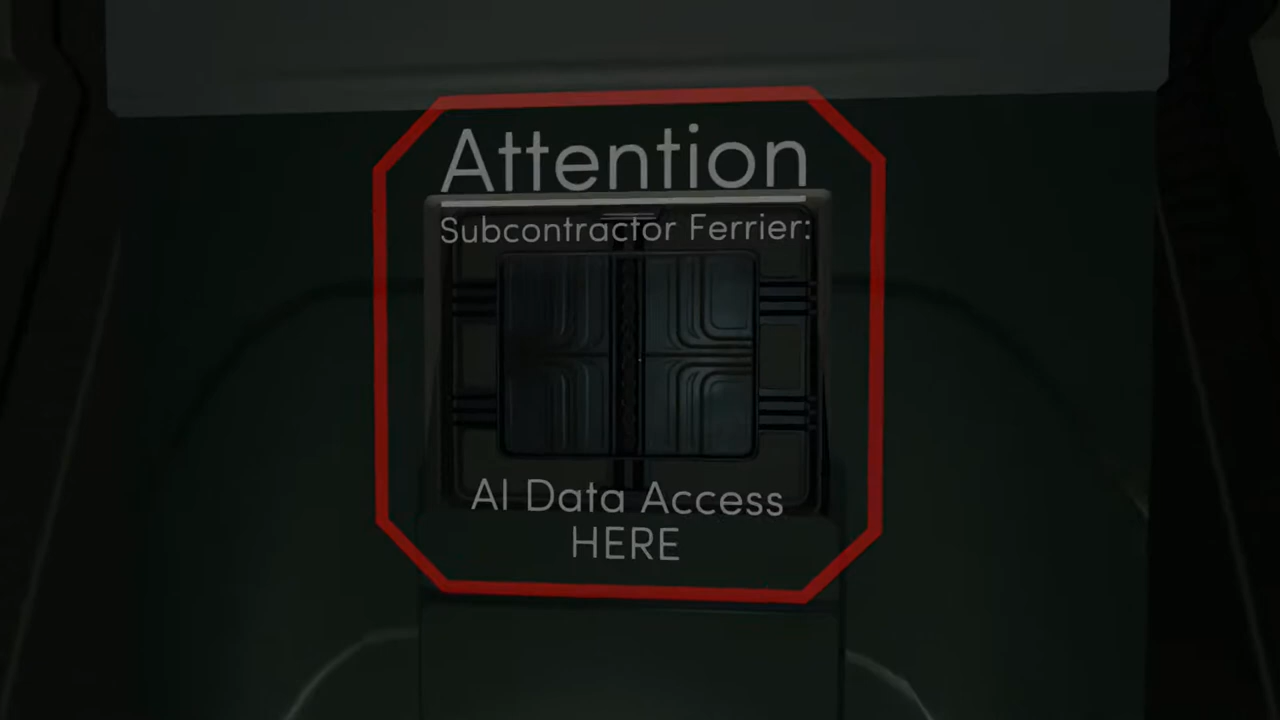 Attention
Subcontractor Ferrier:
AI Data Access
HERE